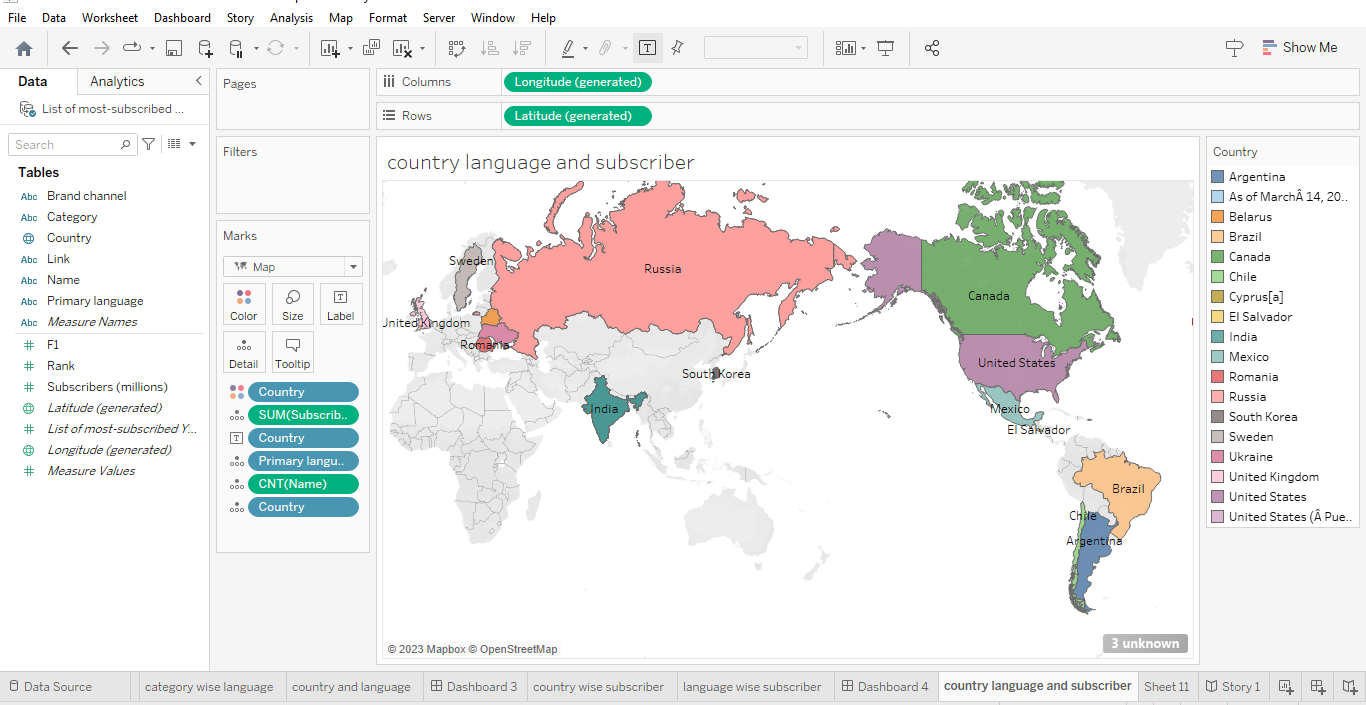 File Data Worksheet Dashboard Story Analysis Map Format Server Window Help
Show Me
Data Analytics
List of most-subscribed ...
Search
Tables
Abc Brand channel
Abc Category
Country
Abc Link
Abc Name
Abc Primary language
Abc Measure Names
F1
Rank
Subscribers (millions)
Latitude (generated)
List of most-subscribed Y...
Longitude (generated)
Measure Values
Pages
Filters
Marks
Map
Color Size Label
Detail Tooltip
Country
SUM(Subscrib..
Country
Primary langu..
CNT(Name)
Country
Columns Longitude (generated)
Rows Latitude (generated)
country language and subscriber
Sweden
Russia
Canada
United Kingdom
Romania
United States
South Korea
India
Mexico
El Salvador
Brazil
Chile
Argentina
© 2023 Mapbox © OpenStreetMap
3 unknown
Country
Argentina
As of MarchÂ 14, 20..
Belarus
Brazil
Canada
Chile
Cyprus[a]
El Salvador
India
Mexico
Romania
Russia
South Korea
Sweden
Ukraine
United Kingdom
United States
United States (Â Pue..
Data Source category wise language country and language Dashboard 3 country wise subscriber language wise subscriber Dashboard 4 country language and subscriber Sheet 11 Story 1